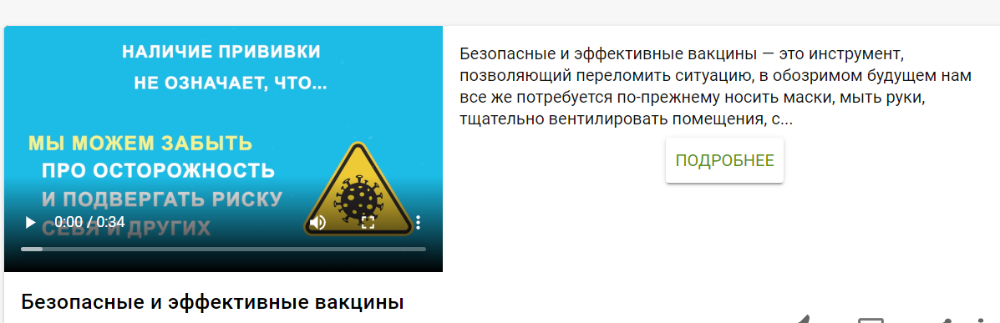 НАЛИЧИЕ ПРИВИВКИ
НЕ ОЗНАЧАЕТ, ЧТО...
МЫ МОЖЕМ ЗАБЫТЬ
ПРО ОСТОРОЖНОСТЬ
И ПОДВЕРГАТЬ РИСКУ
СЕБЯ И ДРУГИХ
0:00 / 0:34
Безопасные и эффективные вакцины
Безопасные и эффективные вакцины — это инструмент,
позволяющий переломить ситуацию, в обозримом будущем нам
все же потребуется по-прежнему носить маски, мыть руки,
тщательно вентилировать помещения, с...
ПОДРОБНЕЕ